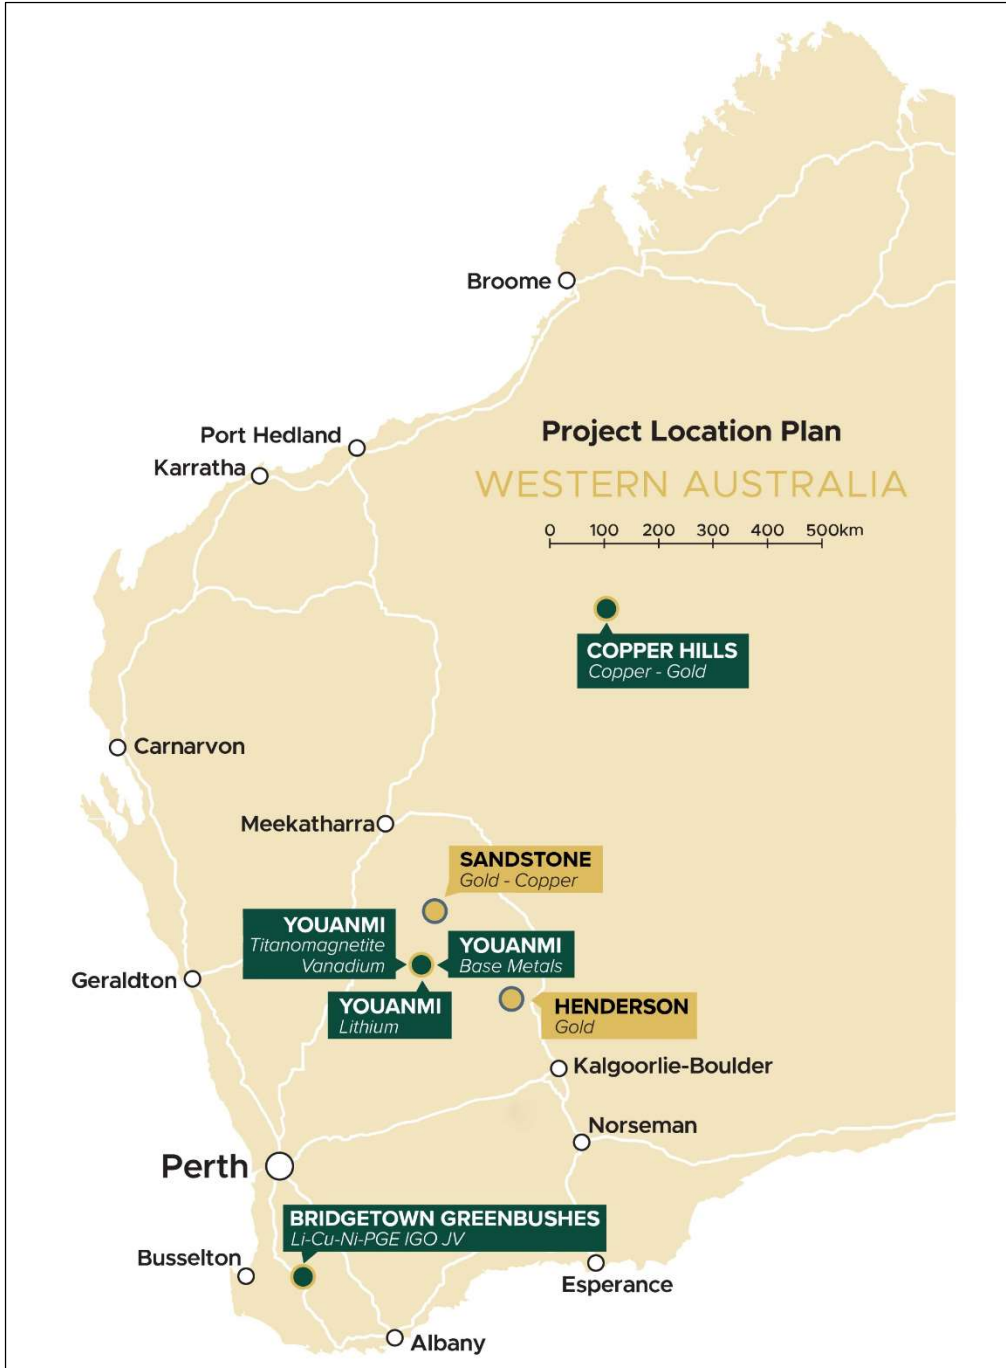 Broome
Port Hedland
Karratha
Project Location Plan
WESTERN AUSTRALIA
0 100 200 300 400 500km
COPPER HILLS
Copper - Gold
Carnarvon
Meekatharra
SANDSTONE
Gold - Copper
YOUANMI
Titanomagnetite
Vanadium
YOUANMI
Base Metals
Geraldton
YOUANMI
Lithium
HENDERSON
Gold
Kalgoorlie-Boulder
Norseman
Perth
BRIDGETOWN GREENBUSHES
Li-Cu-Ni-PGE IGO JV
Busselton
Esperance
Albany